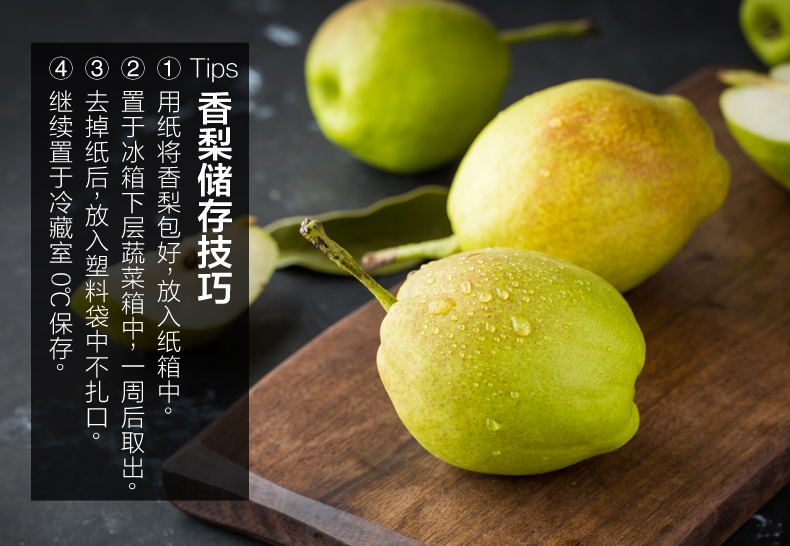 Tips
香梨储存技巧
① 用纸将香梨包好，放入纸箱中。
② 置于冰箱下层蔬菜箱中，一周后取出。
③ 去掉纸后，放入塑料袋中不扎口。
④ 继续置于冷藏室 0℃保存。